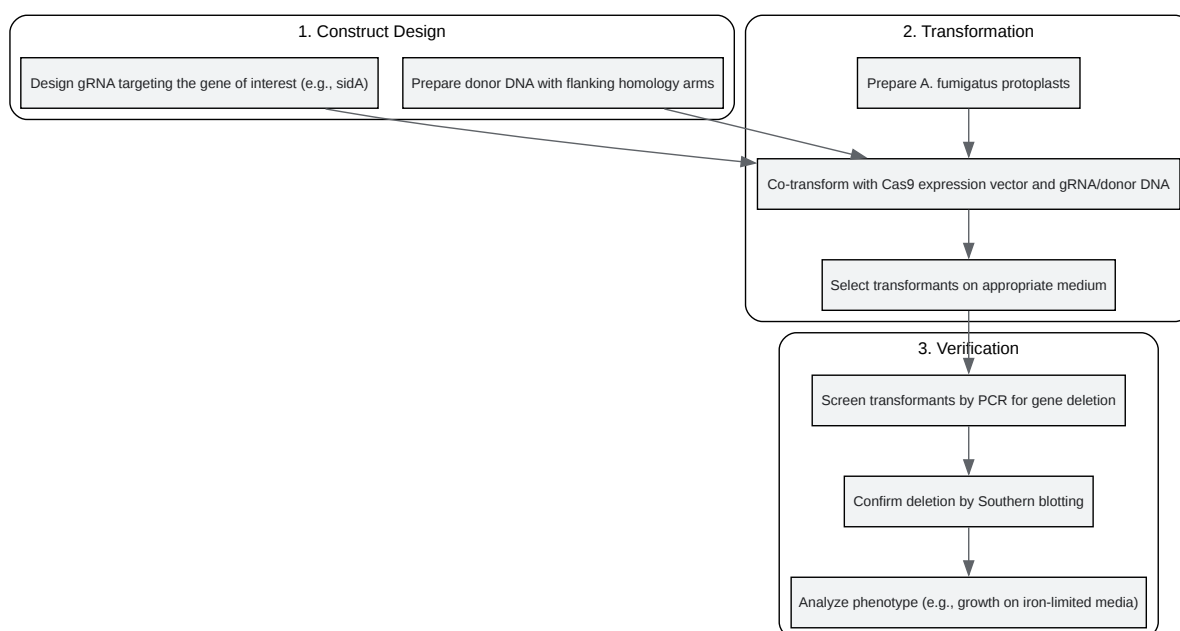 1. Construct Design
Design gRNA targeting the gene of interest (e.g., sidA)
Prepare donor DNA with flanking homology arms
2. Transformation
Prepare A. fumigatus protoplasts
Co-transform with Cas9 expression vector and gRNA/donor DNA
Select transformants on appropriate medium
3. Verification
Screen transformants by PCR for gene deletion
Confirm deletion by Southern blotting
Analyze phenotype (e.g., growth on iron-limited media)